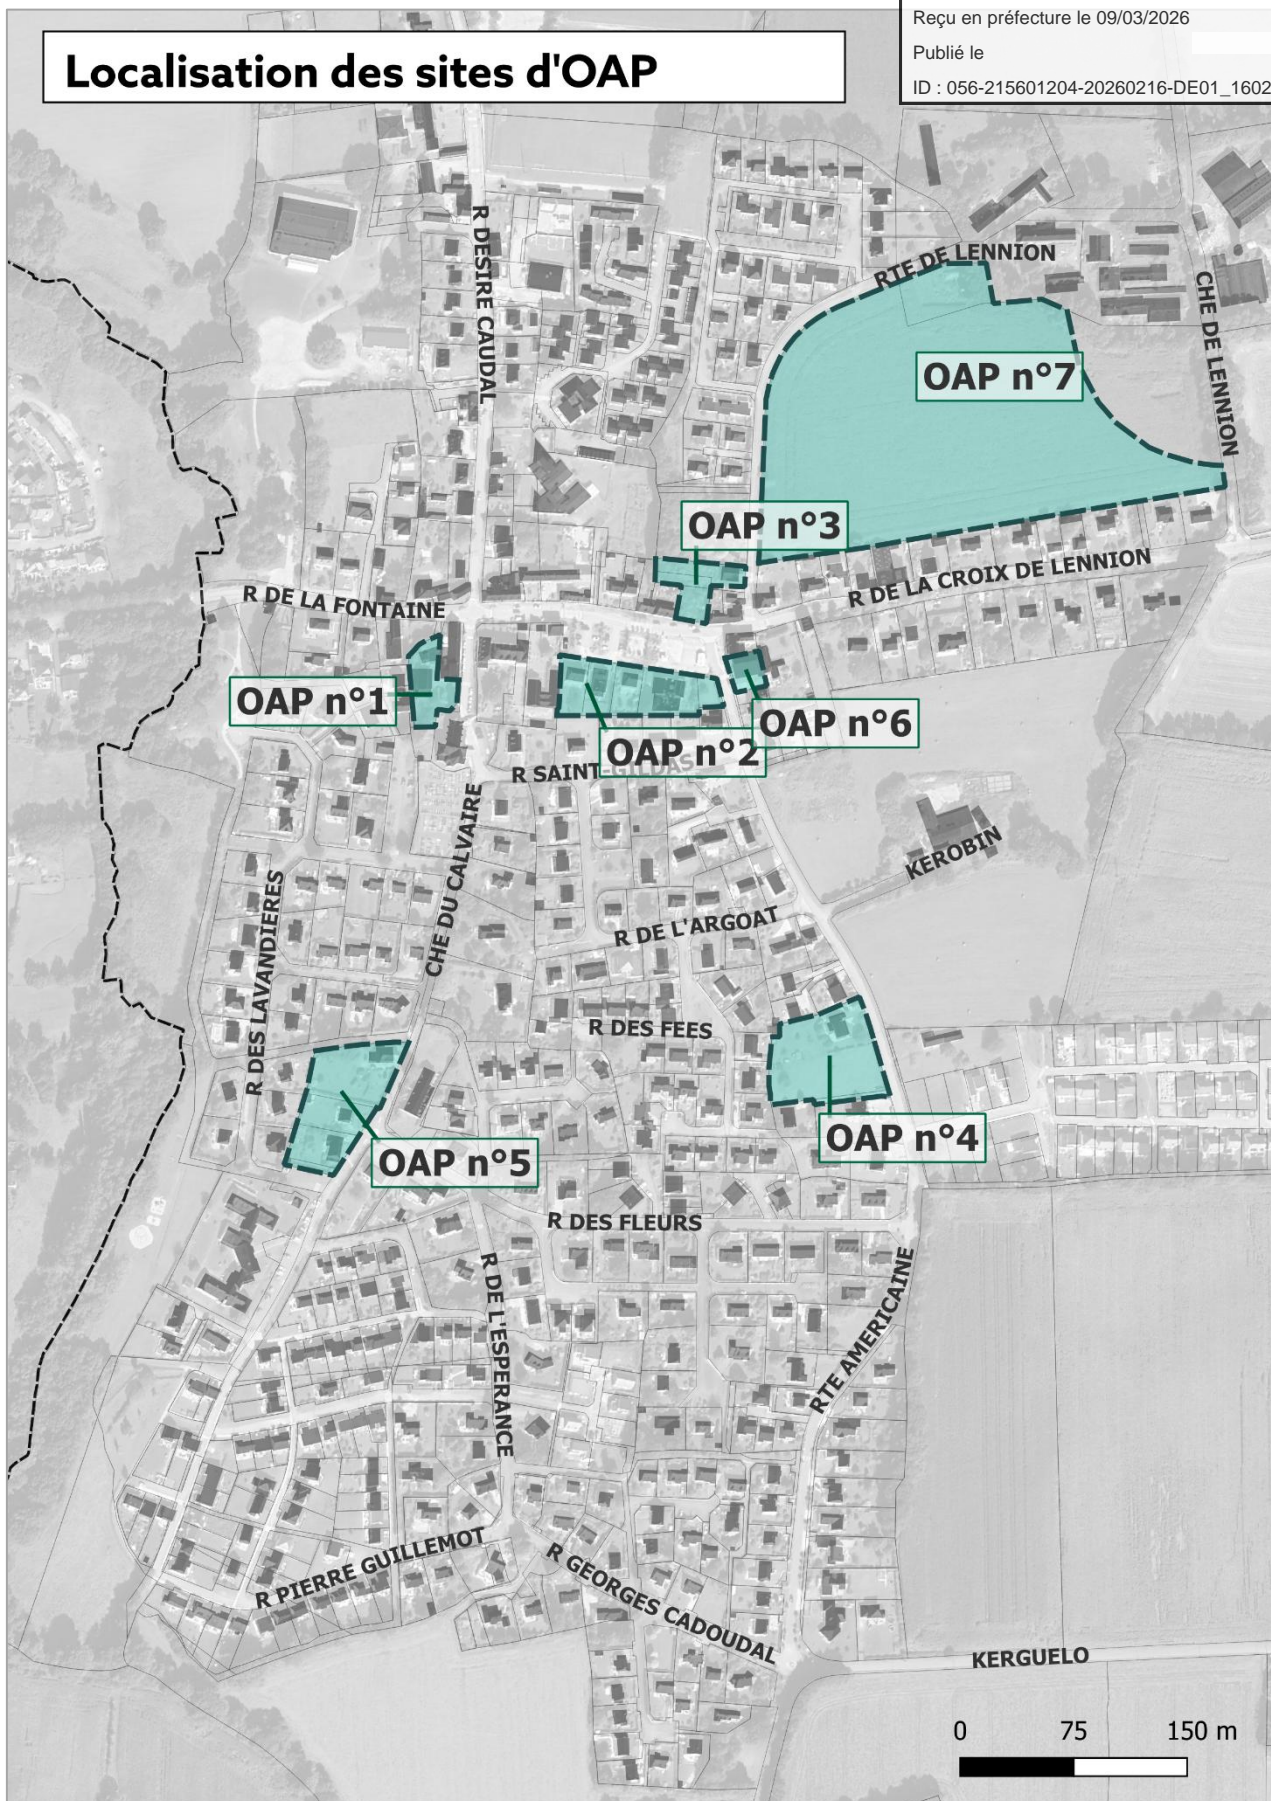 Reçu en préfecture le 09/03/2026
Publié le
ID : 056-215601204-20260216-DE01_1602
Localisation des sites d'OAP
R DESIRE CAUDAL
RTE DE LENNION
CHE DE LENNION
OAP n°7
OAP n°3
R DE LA CROIX DE LENNION
R DE LA FONTAINE
OAP n°1
OAP n°6
OAP n°2
R SAINT-GILDAS
CHE DU CALVAIRE
KEROBIN
R DES LAVANDIERES
R DE L'ARGOAT
R DES FEES
OAP n°4
OAP n°5
R DES FLEURS
R DE L'ESPERANCE
RTE AMERICAINE
R PIERRE GUILLEMOT
R GEORGES CADOUDAL
KERGUELO
0 75 150 m